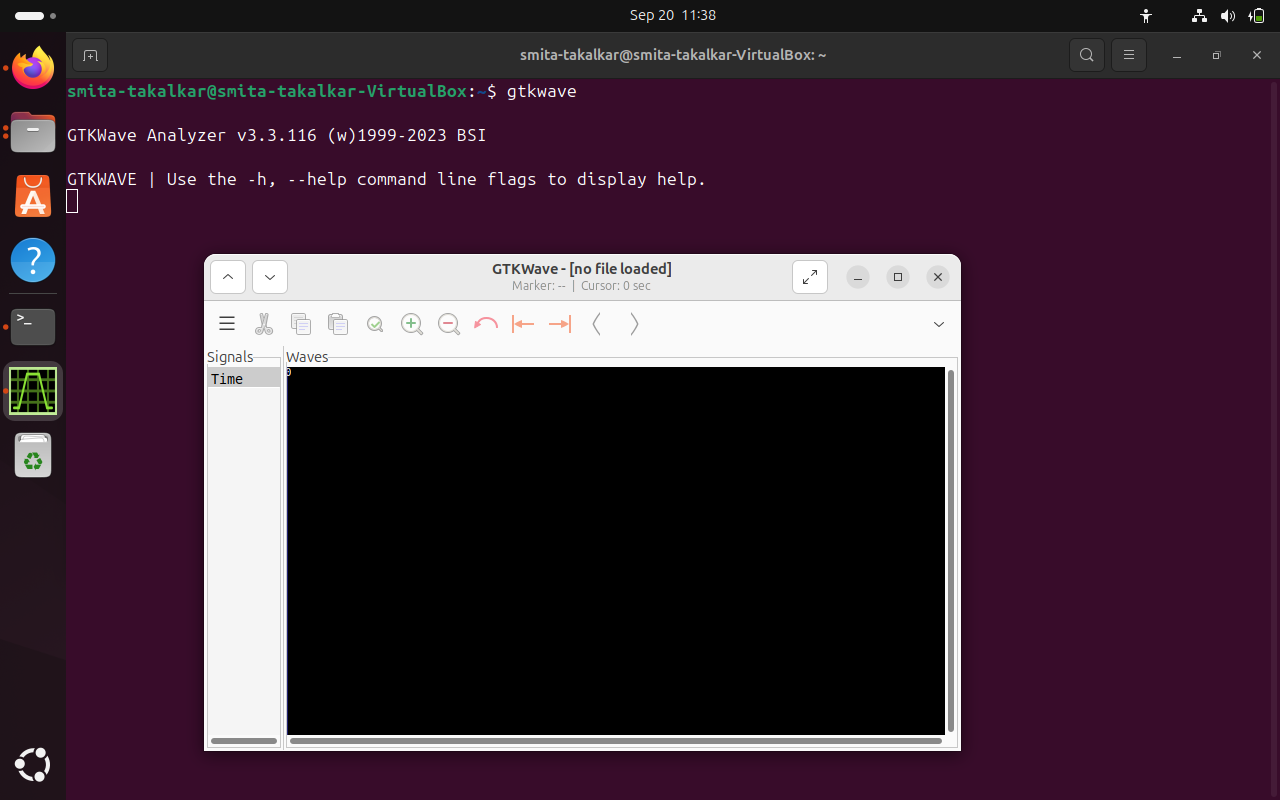 Sep 20 11:38
smita-takalkar@smita-takalkar-VirtualBox: ~
smita-takalkar@smita-takalkar-VirtualBox:~$ gtkwave
GTKWave Analyzer v3.3.116 (w)1999-2023 BSI
GTKWAVE | Use the -h, --help command line flags to display help.
GTKWave - [no file loaded]
Marker: -- | Cursor: 0 sec
Signals
Waves
Time
0